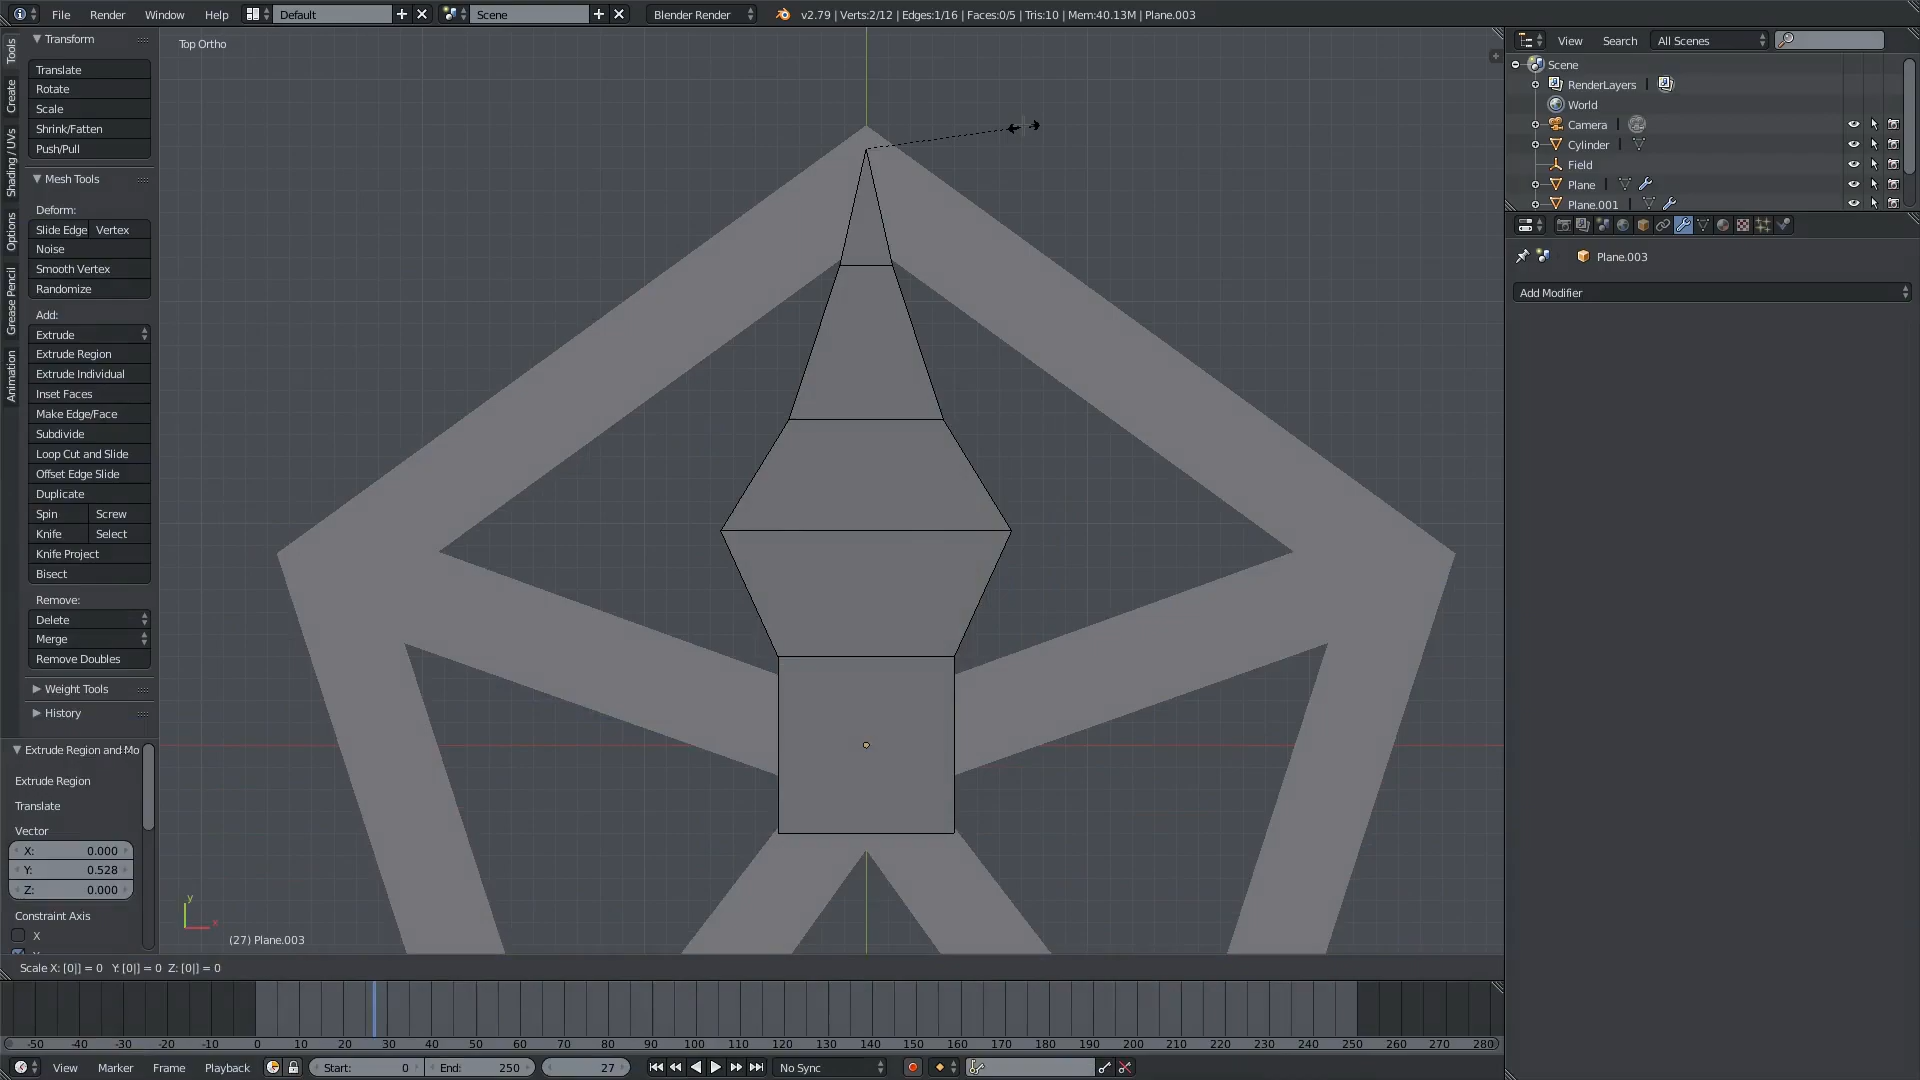 File Render Window Help Default Scene Blender Render v2.79 | Verts:2/12 | Edges:1/16 | Faces:0/5 | Tris:10 | Mem:40.13M | Plane.003
Tools
Create
Shading / UVs
Options
Grease Pencil
Animation
Transform
Translate
Rotate
Scale
Shrink/Fatten
Push/Pull
Mesh Tools
Deform:
Slide Edge Vertex
Noise
Smooth Vertex
Randomize
Add:
Extrude
Extrude Region
Extrude Individual
Inset Faces
Make Edge/Face
Subdivide
Loop Cut and Slide
Offset Edge Slide
Duplicate
Spin Screw
Knife Select
Knife Project
Bisect
Remove:
Delete
Merge
Remove Doubles
Weight Tools
History
Extrude Region and Mo
Extrude Region
Translate
Vector
X: 0.000
Y: 0.528
Z: 0.000
Constraint Axis
X
Top Ortho
y
x
(27) Plane.003
Scale X: [0|] = 0 Y: [0|] = 0 Z: [0|] = 0
View Search All Scenes
Scene
RenderLayers
World
Camera
Cylinder
Field
Plane
Plane.001
Plane.003
Add Modifier
-50 -40 -30 -20 -10 0 10 20 30 40 50 60 70 80 90 100 110 120 130 140 150 160 170 180 190 200 210 220 230 240 250 260 270 280
View Marker Frame Playback Start: 0 End: 250 27 No Sync